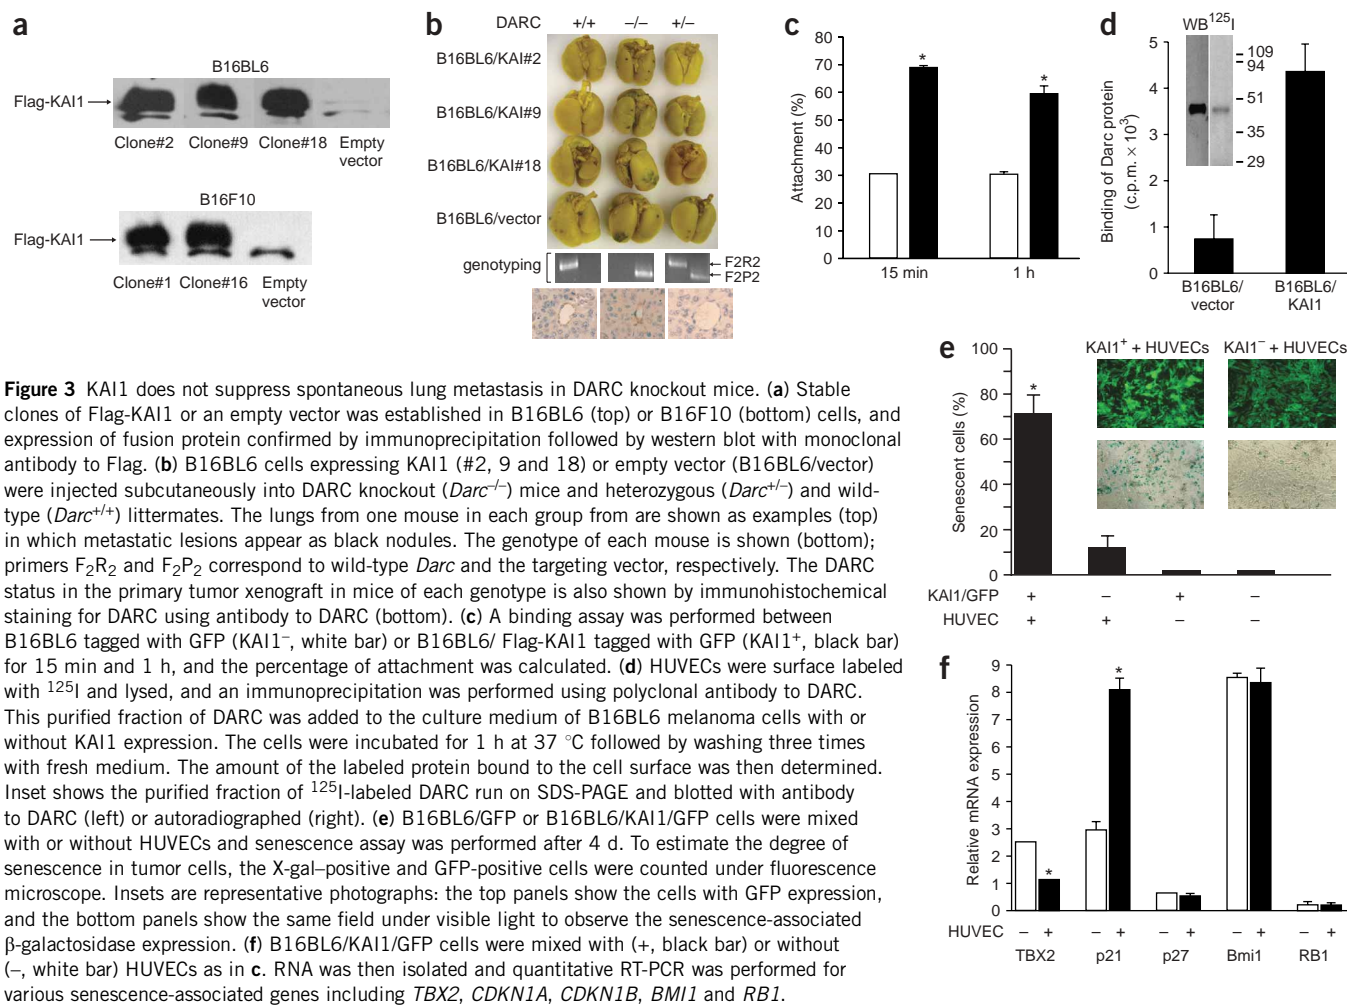 a
B16BL6
Flag-KAI1
Clone#2 Clone#9 Clone#18 Empty vector
B16F10
Flag-KAI1
Clone#1 Clone#16 Empty vector
b
DARC +/+ –/– +/–
B16BL6/KAI#2
B16BL6/KAI#9
B16BL6/KAI#18
B16BL6/vector
genotyping
F2R2
F2P2
c
Attachment (%)
80
70
60
50
40
30
20
10
0
* *
15 min 1 h
d
Binding of Darc protein
(c.p.m. × 10³)
5
4
3
2
1
0
WB ¹²⁵I
109
94
51
35
29
B16BL6/ vector
B16BL6/ KAI1
e
Senescent cells (%)
100
80
60
40
20
0
*
KAI1⁺ + HUVECs KAI1⁻ + HUVECs
KAI1/GFP + – + –
HUVEC + + – –
f
Relative mRNA expression
9
8
7
6
5
4
3
2
1
0
* *
HUVEC – + – + – + – + – +
TBX2 p21 p27 Bmi1 RB1
Figure 3 KAI1 does not suppress spontaneous lung metastasis in DARC knockout mice. (a) Stable
clones of Flag-KAI1 or an empty vector was established in B16BL6 (top) or B16F10 (bottom) cells, and
expression of fusion protein confirmed by immunoprecipitation followed by western blot with monoclonal
antibody to Flag. (b) B16BL6 cells expressing KAI1 (#2, 9 and 18) or empty vector (B16BL6/vector)
were injected subcutaneously into DARC knockout (Darc⁻/⁻) mice and heterozygous (Darc⁺/⁻) and wild-
type (Darc⁺/⁺) littermates. The lungs from one mouse in each group from are shown as examples (top)
in which metastatic lesions appear as black nodules. The genotype of each mouse is shown (bottom);
primers F₂R₂ and F₂P₂ correspond to wild-type Darc and the targeting vector, respectively. The DARC
status in the primary tumor xenograft in mice of each genotype is also shown by immunohistochemical
staining for DARC using antibody to DARC (bottom). (c) A binding assay was performed between
B16BL6 tagged with GFP (KAI1⁻, white bar) or B16BL6/ Flag-KAI1 tagged with GFP (KAI1⁺, black bar)
for 15 min and 1 h, and the percentage of attachment was calculated. (d) HUVECs were surface labeled
with ¹²⁵I and lysed, and an immunoprecipitation was performed using polyclonal antibody to DARC.
This purified fraction of DARC was added to the culture medium of B16BL6 melanoma cells with or
without KAI1 expression. The cells were incubated for 1 h at 37 °C followed by washing three times
with fresh medium. The amount of the labeled protein bound to the cell surface was then determined.
Inset shows the purified fraction of ¹²⁵I-labeled DARC run on SDS-PAGE and blotted with antibody
to DARC (left) or autoradiographed (right). (e) B16BL6/GFP or B16BL6/KAI1/GFP cells were mixed
with or without HUVECs and senescence assay was performed after 4 d. To estimate the degree of
senescence in tumor cells, the X-gal–positive and GFP-positive cells were counted under fluorescence
microscope. Insets are representative photographs: the top panels show the cells with GFP expression,
and the bottom panels show the same field under visible light to observe the senescence-associated
β-galactosidase expression. (f) B16BL6/KAI1/GFP cells were mixed with (+, black bar) or without
(–, white bar) HUVECs as in c. RNA was then isolated and quantitative RT-PCR was performed for
various senescence-associated genes including TBX2, CDKN1A, CDKN1B, BMI1 and RB1.